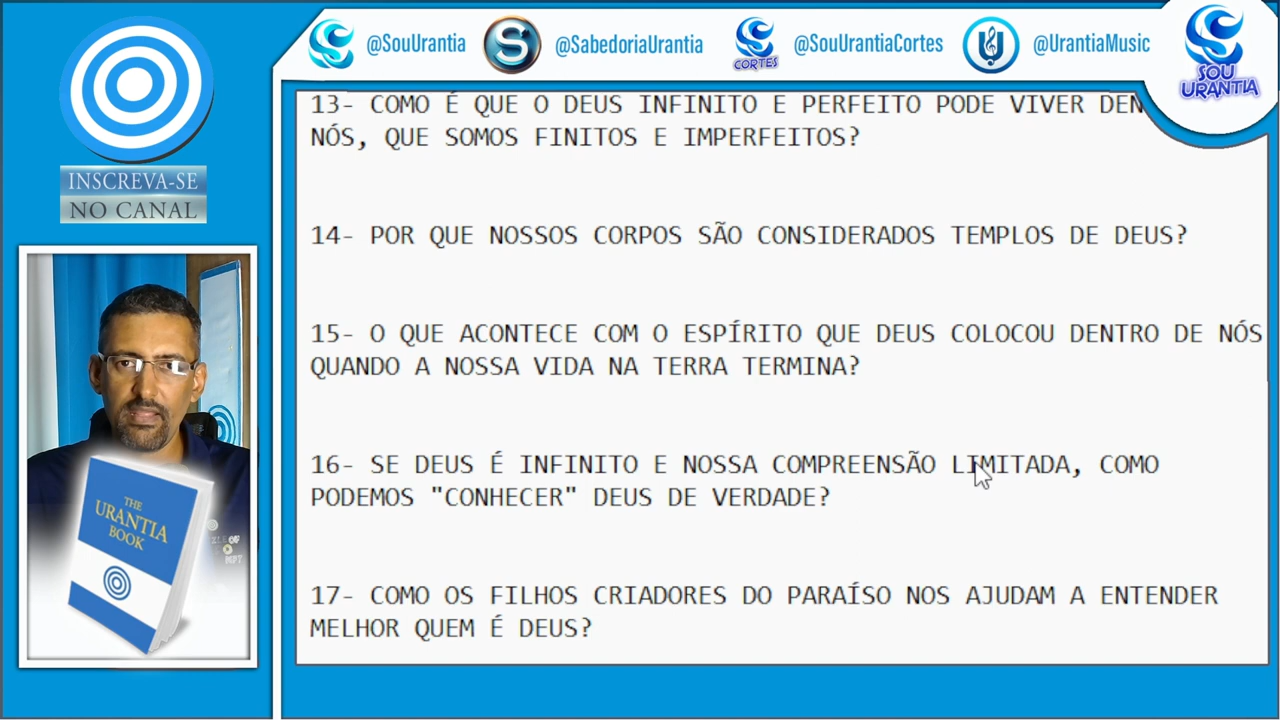 @SouUrantia
@SabedoriaUrantia
@SouUrantiaCortes
@UrantiaMusic
CORTES
SOU
URANTIA
INSCREVA-SE
NO CANAL
13- COMO É QUE O DEUS INFINITO E PERFEITO PODE VIVER
NÓS, QUE SOMOS FINITOS E IMPERFEITOS?
14- POR QUE NOSSOS CORPOS SÃO CONSIDERADOS TEMPLOS DE DEUS?
15- O QUE ACONTECE COM O ESPÍRITO QUE DEUS COLOCOU DENTRO DE NÓS
QUANDO A NOSSA VIDA NA TERRA TERMINA?
16- SE DEUS É INFINITO E NOSSA COMPREENSÃO LIMITADA, COMO
PODEMOS "CONHECER" DEUS DE VERDADE?
17- COMO OS FILHOS CRIADORES DO PARAÍSO NOS AJUDAM A ENTENDER
MELHOR QUEM É DEUS?
THE
URANTIA
BOOK